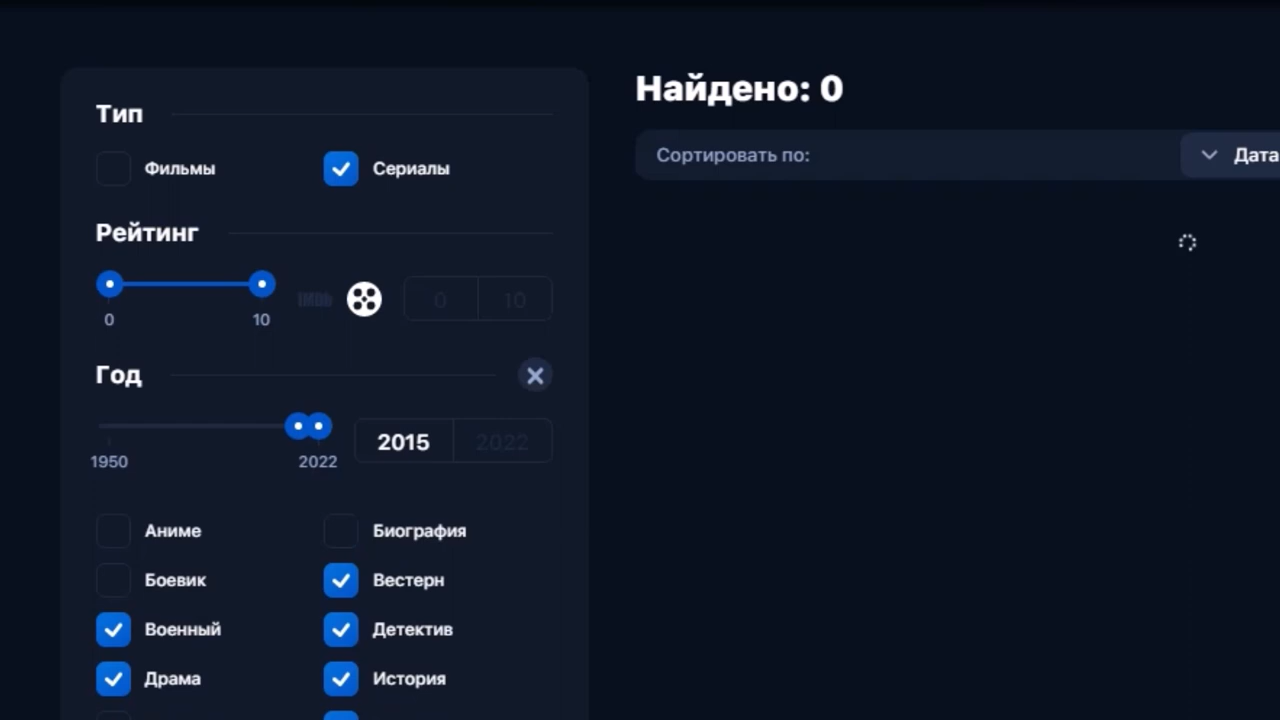 Тип
Фильмы
Сериалы
Рейтинг
0
10
0
10
Год
1950
2022
2015
2022
Аниме
Биография
Боевик
Вестерн
Военный
Детектив
Драма
История
Найдено: 0
Сортировать по:
Дата